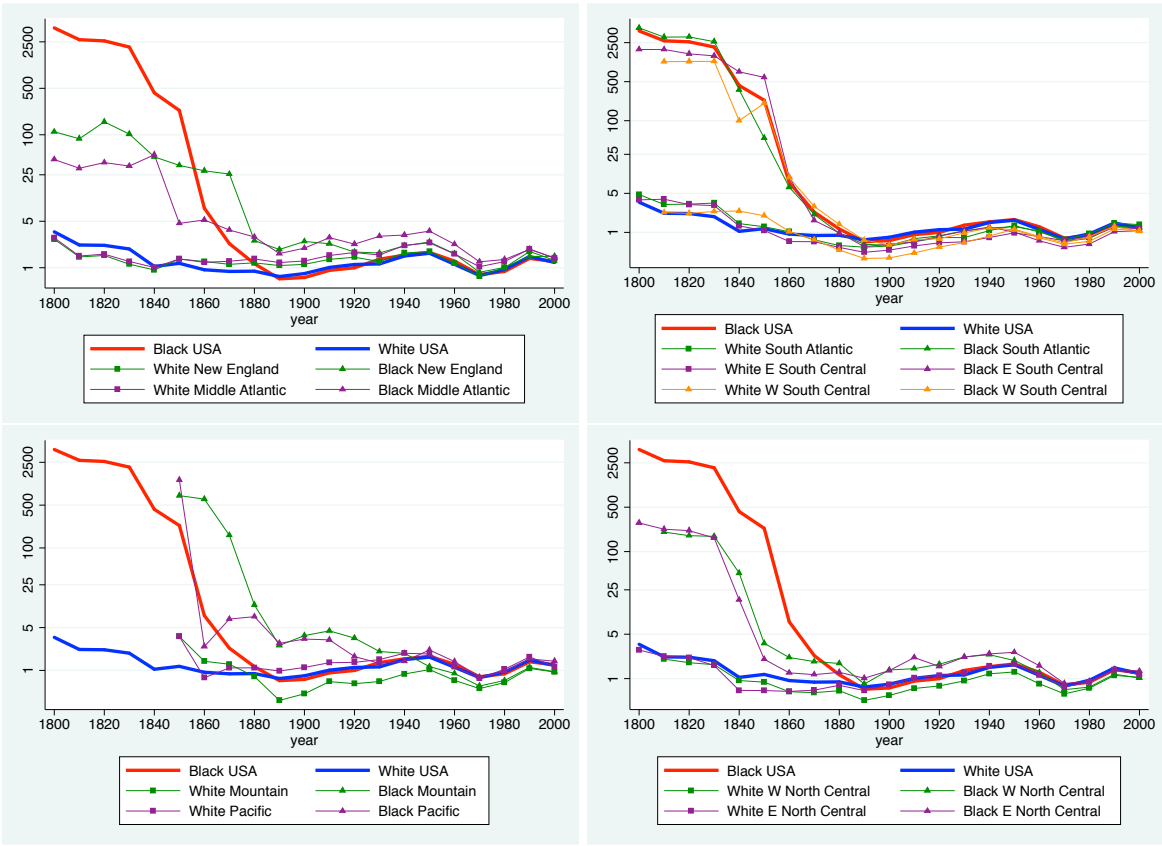 2500
500
100
25
5
1
1800 1820 1840 1860 1880 1900 1920 1940 1960 1980 2000
year
Black USA White USA
White New England Black New England
White Middle Atlantic Black Middle Atlantic
2500
500
100
25
5
1
1800 1820 1840 1860 1880 1900 1920 1940 1960 1980 2000
year
Black USA White USA
White South Atlantic Black South Atlantic
White E South Central Black E South Central
White W South Central Black W South Central
2500
500
100
25
5
1
1800 1820 1840 1860 1880 1900 1920 1940 1960 1980 2000
year
Black USA White USA
White Mountain Black Mountain
White Pacific Black Pacific
2500
500
100
25
5
1
1800 1820 1840 1860 1880 1900 1920 1940 1960 1980 2000
year
Black USA White USA
White W North Central Black W North Central
White E North Central Black E North Central